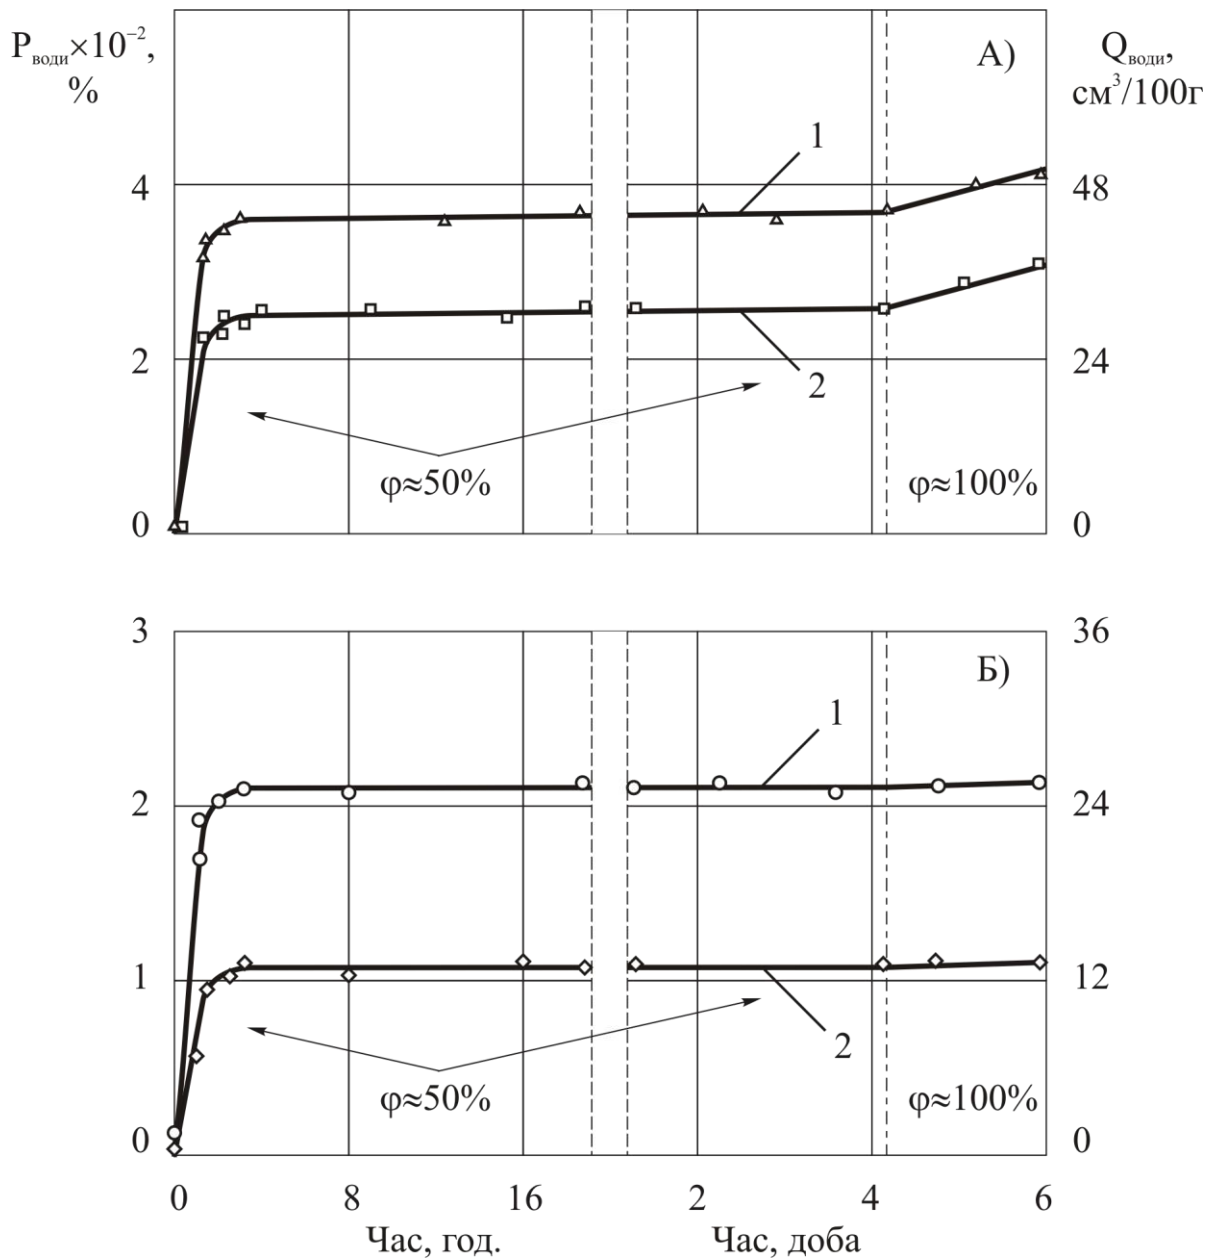 Pводи×10⁻²,
%
А)
Qводи,
см³/100г
1
4
48
2
24
2
φ≈50%
φ≈100%
0
0
3
36
Б)
1
2
24
1
12
2
φ≈50%
φ≈100%
0
0
0
8
16
2
4
6
Час, год.
Час, доба